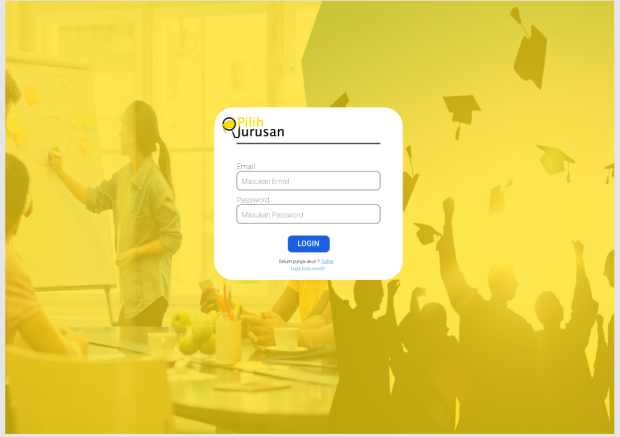 Pilih
Jurusan
Email
Masukan Email
Password
Masukan Password
LOGIN
Belum punya akun ? Daftar
Lupa kata sandi?